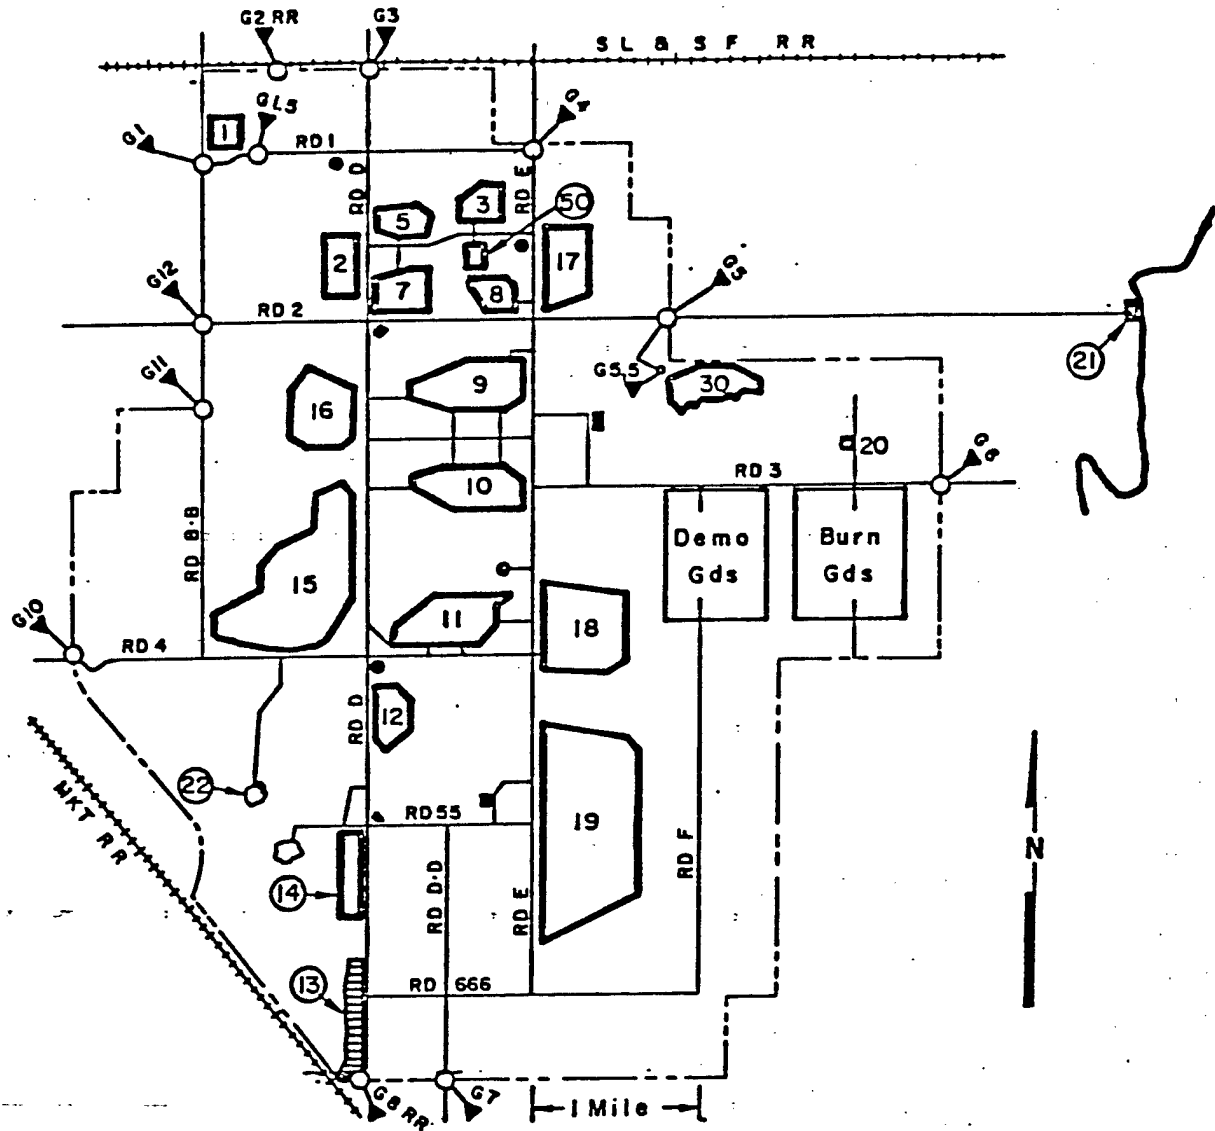 G2 RR
G3
SL & SF RR
G1
1
GL5
G4
RD 1
RD D
RD E
5
3
50
2
7
8
17
G12
RD 2
G5
21
G11
16
9
G5.5
30
20
G6
RD 3
10
RD B-B
15
Demo
Gds
Burn
Gds
11
18
G10
RD 4
RD D
12
22
MKT RR
RD 55
19
RD F
N
14
RD D-D
RD E
13
RD 666
G8 RR
G7
1 Mile